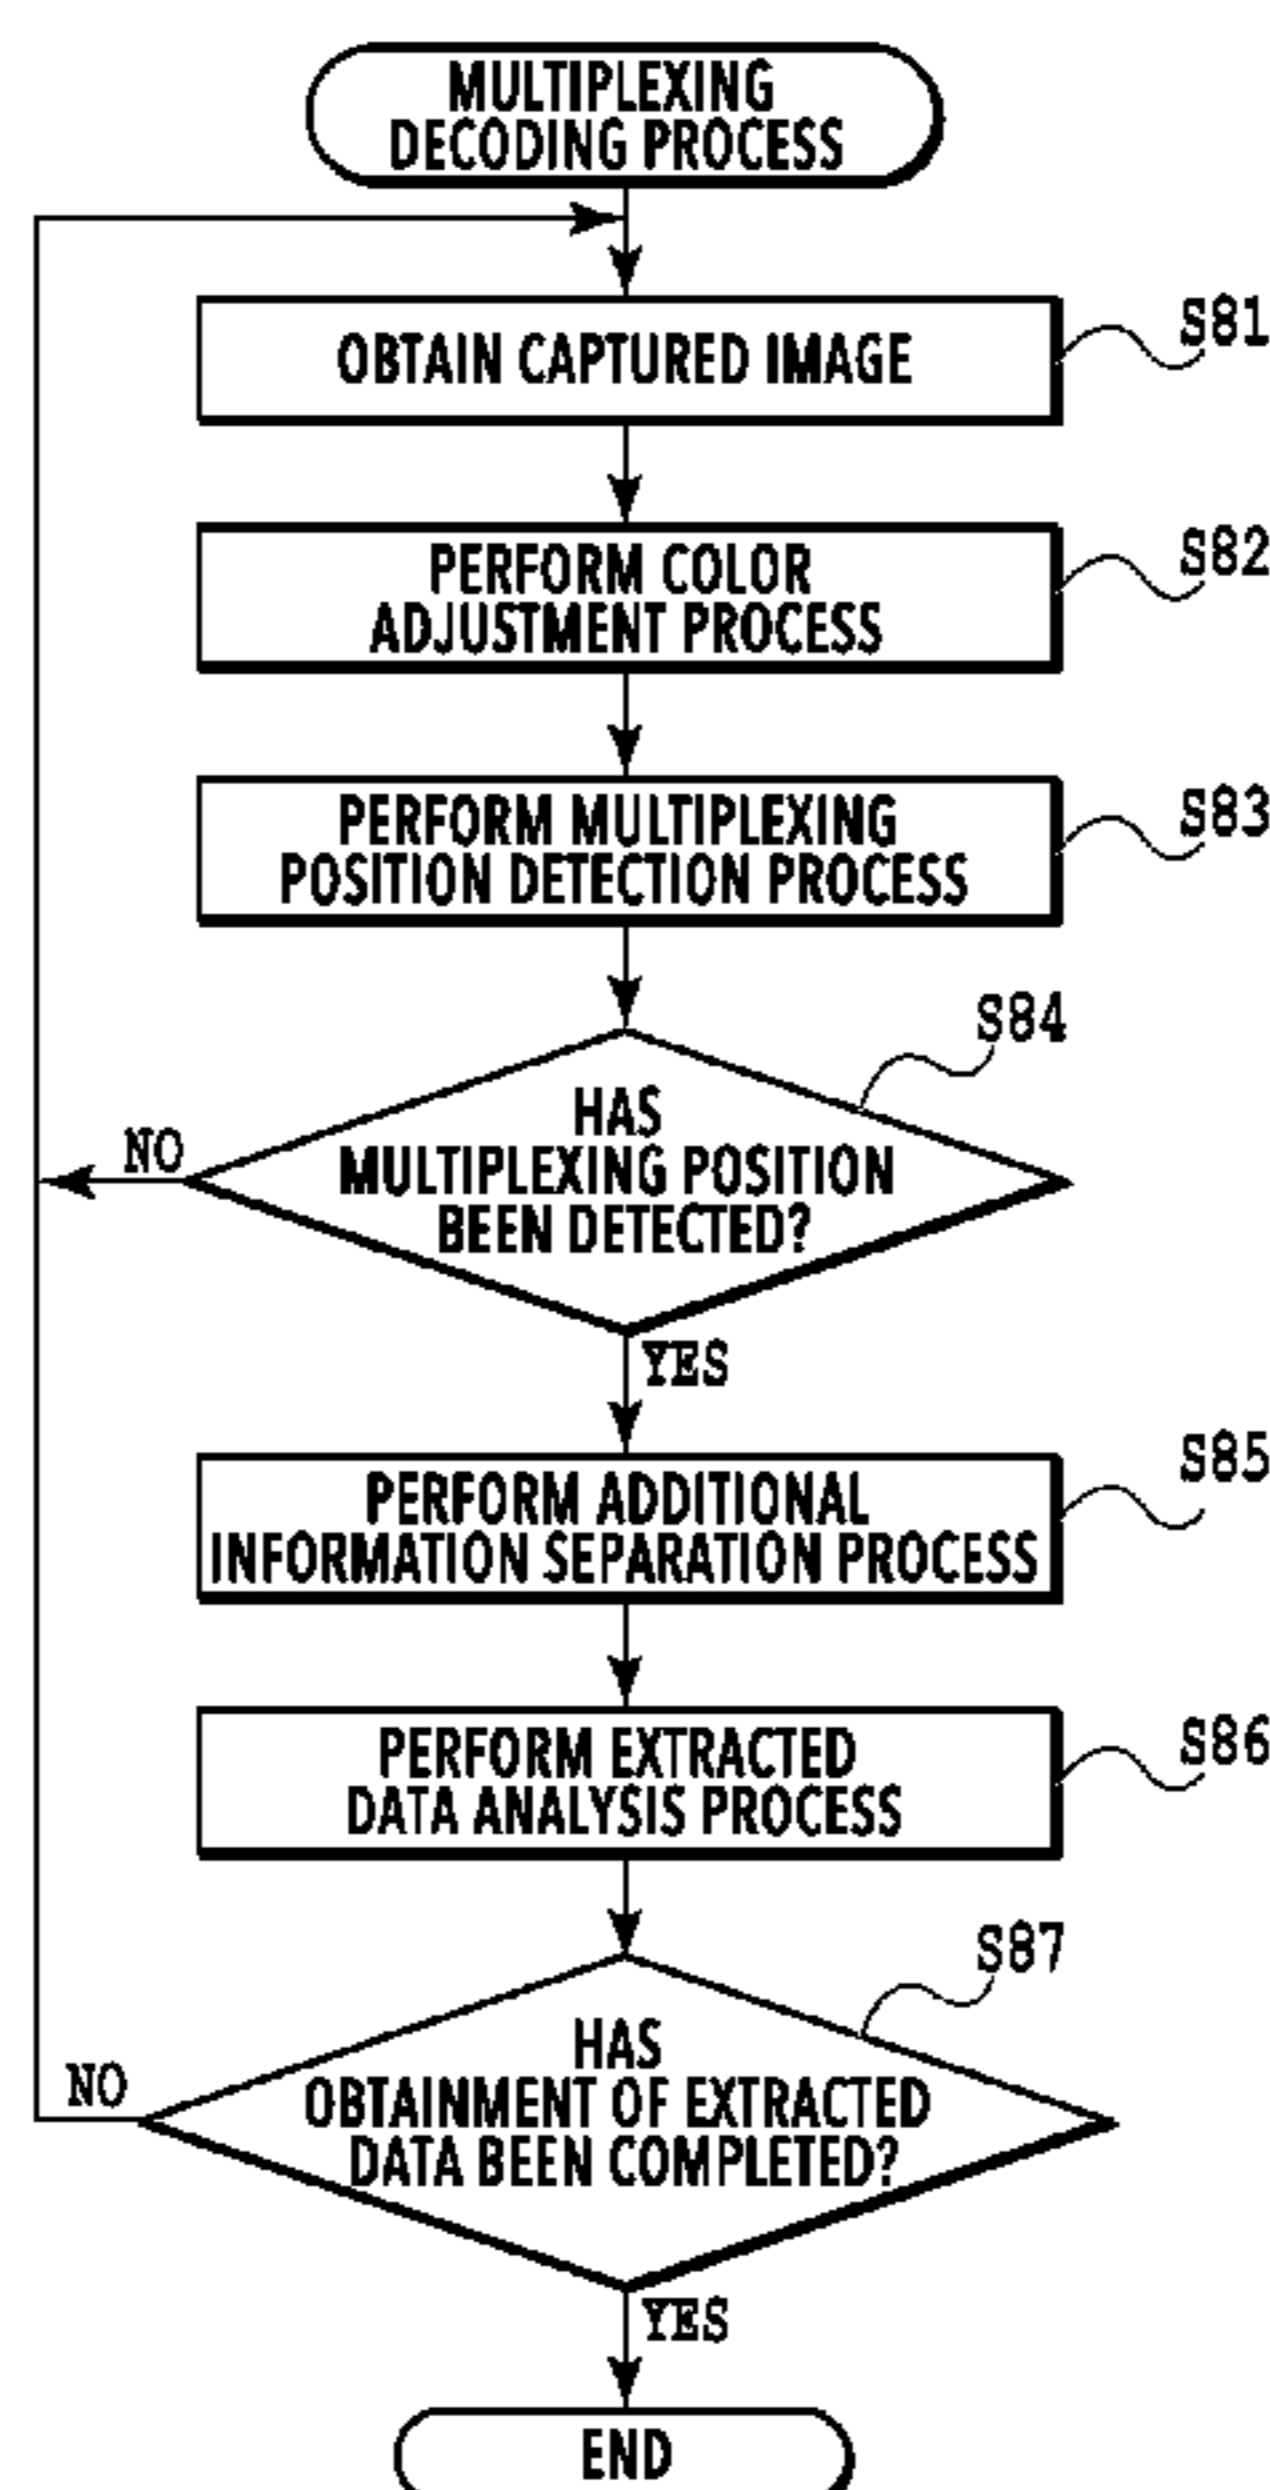 MULTIPLEXING
DECODING PROCESS
OBTAIN CAPTURED IMAGE
S81
PERFORM COLOR
ADJUSTMENT PROCESS
S82
PERFORM MULTIPLEXING
POSITION DETECTION PROCESS
S83
S84
HAS
MULTIPLEXING POSITION
BEEN DETECTED?
NO
YES
PERFORM ADDITIONAL
INFORMATION SEPARATION PROCESS
S85
PERFORM EXTRACTED
DATA ANALYSIS PROCESS
S86
S87
HAS
OBTAINMENT OF EXTRACTED
DATA BEEN COMPLETED?
NO
YES
END